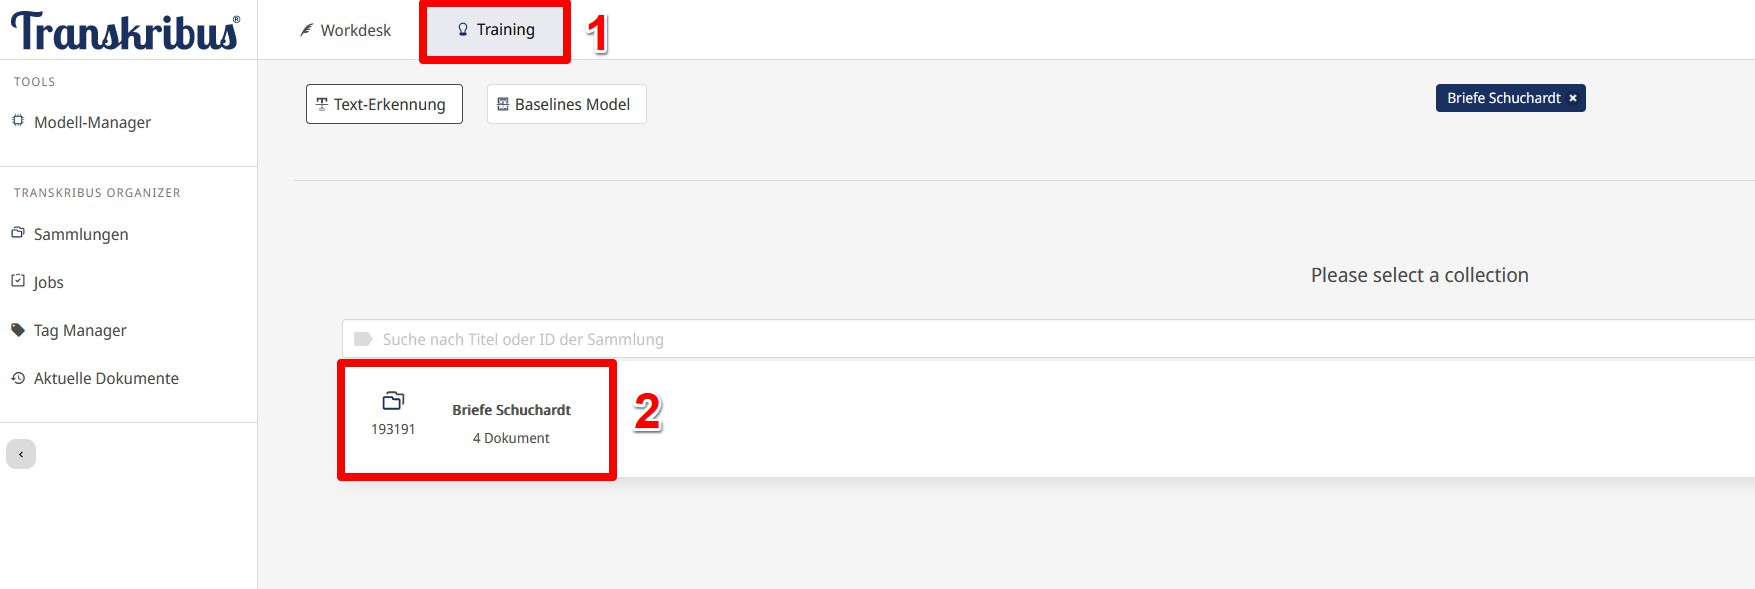 Transkribus®
Workdesk
Training
1
TOOLS
Modell-Manager
Text-Erkennung
Baselines Model
Briefe Schuchardt ×
TRANSKRIBUS ORGANIZER
Sammlungen
Jobs
Tag Manager
Aktuelle Dokumente
Please select a collection
Suche nach Titel oder ID der Sammlung
193191
Briefe Schuchardt
4 Dokument
2